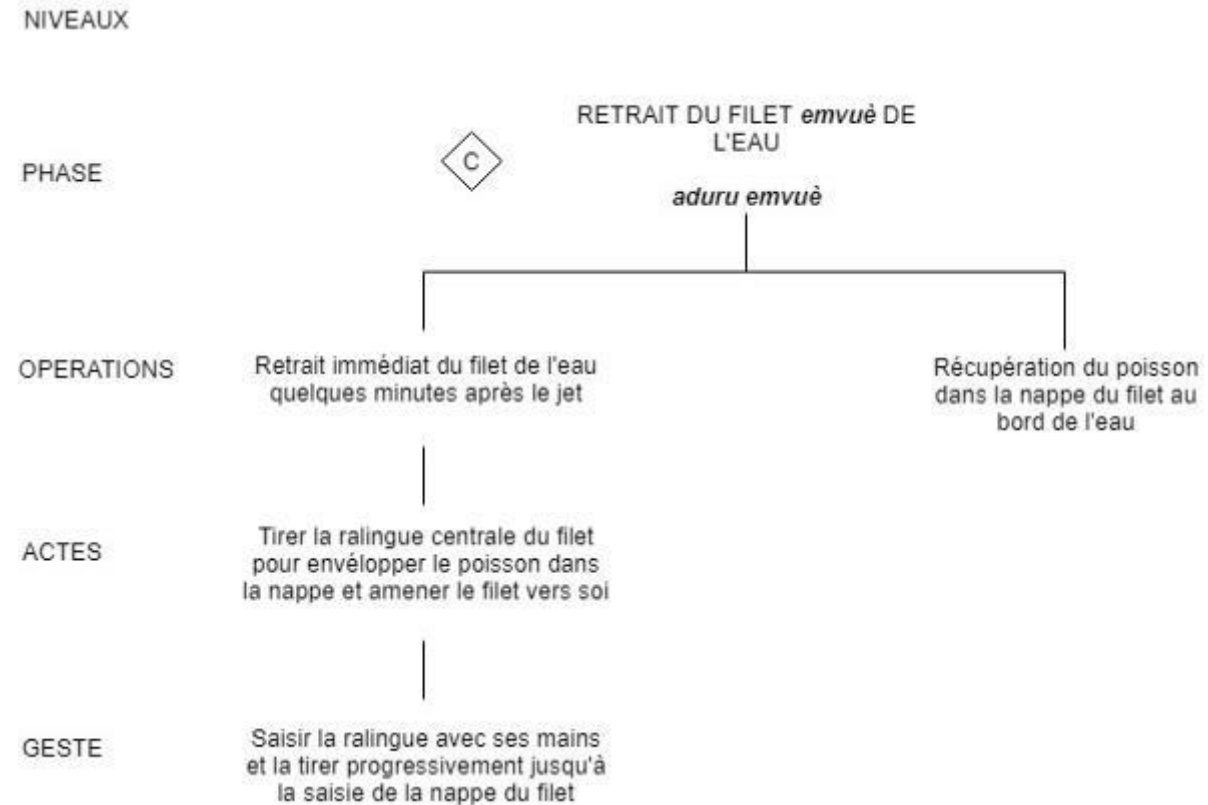 NIVEAUX
RETRAIT DU FILET emvuè DE
L'EAU
PHASE
C
aduru emvuè
OPERATIONS
Retrait immédiat du filet de l'eau
quelques minutes après le jet
Récupération du poisson
dans la nappe du filet au
bord de l'eau
ACTES
Tirer la ralingue centrale du filet
pour envélopper le poisson dans
la nappe et amener le filet vers soi
GESTE
Saisir la ralingue avec ses mains
et la tirer progressivement jusqu'à
la saisie de la nappe du filet